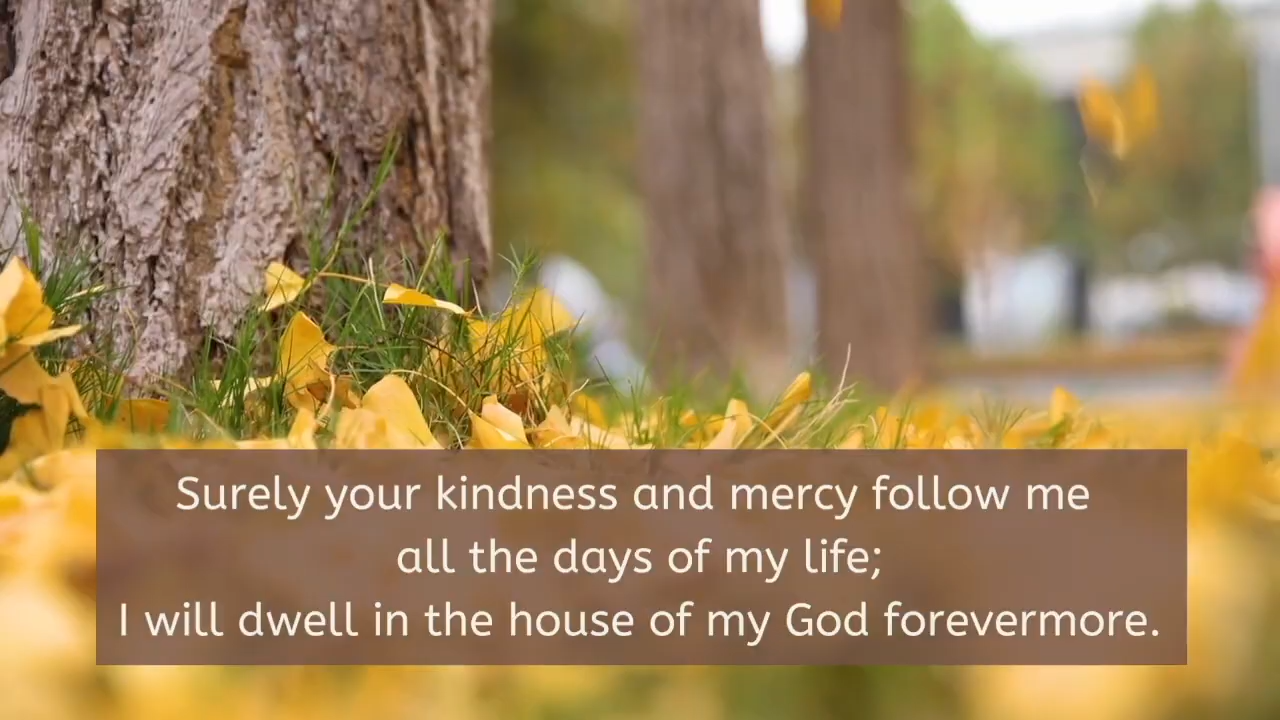 Surely your kindness and mercy follow me
all the days of my life;
I will dwell in the house of my God forevermore.